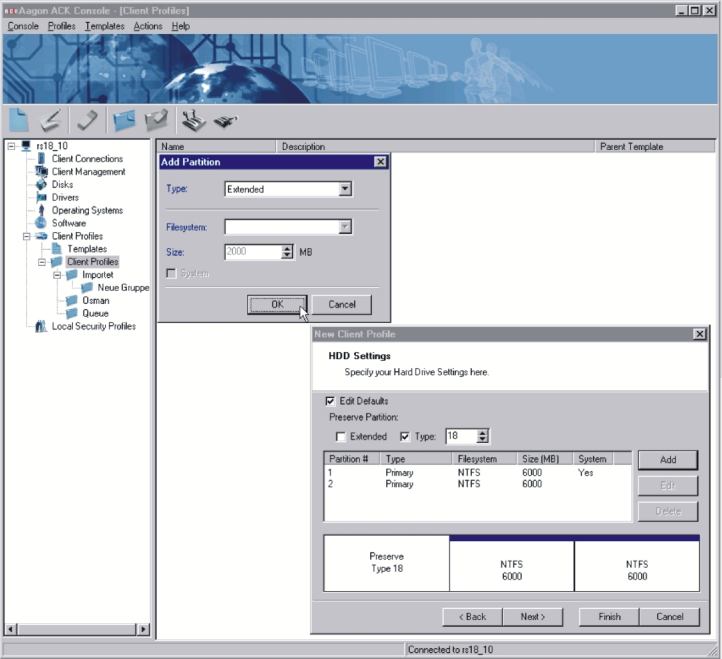 ACK Aagon ACK Console - [Client Profiles]
Console Profiles Templates Actions Help
rs18_10
Client Connections
Client Management
Disks
Drivers
Operating Systems
Software
Client Profiles
Templates
Client Profiles
Importet
Neue Gruppe
Osman
Queue
Local Security Profiles
Name Description Parent Template
Add Partition
Type: Extended
Filesystem:
Size: 2000 MB
System
OK Cancel
New Client Profile
HDD Settings
Specify your Hard Drive Settings here.
Edit Defaults
Preserve Partition:
Extended Type: 18
Partition # Type Filesystem Size (MB) System
1 Primary NTFS 6000 Yes
2 Primary NTFS 6000
Add
Edit
Delete
Preserve
Type 18
NTFS
6000
NTFS
6000
< Back Next > Finish Cancel
Connected to rs18_10